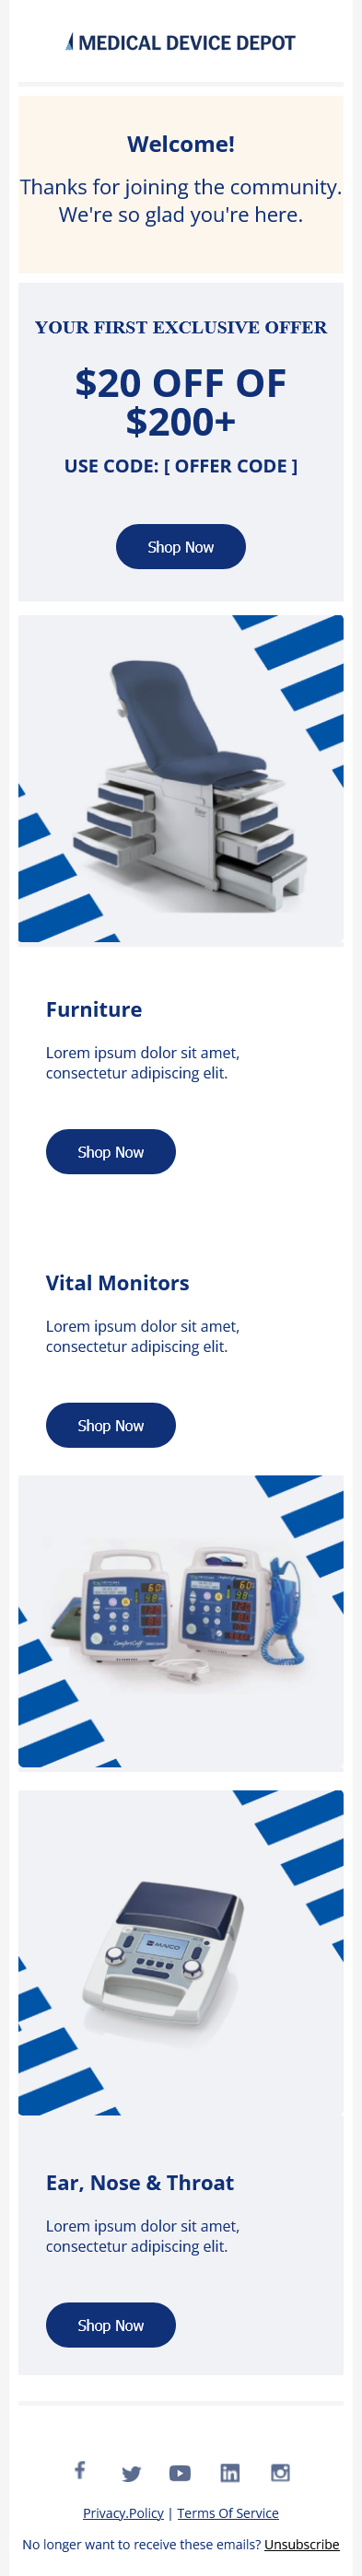 MEDICAL DEVICE DEPOT
Welcome!
Thanks for joining the community.
We're so glad you're here.
YOUR FIRST EXCLUSIVE OFFER
$20 OFF OF
$200+
USE CODE: [ OFFER CODE ]
Shop Now
Furniture
Lorem ipsum dolor sit amet,
consectetur adipiscing elit.
Shop Now
Vital Monitors
Lorem ipsum dolor sit amet,
consectetur adipiscing elit.
Shop Now
MAICO
Ear, Nose & Throat
Lorem ipsum dolor sit amet,
consectetur adipiscing elit.
Shop Now
Privacy.Policy | Terms Of Service
No longer want to receive these emails? Unsubscribe